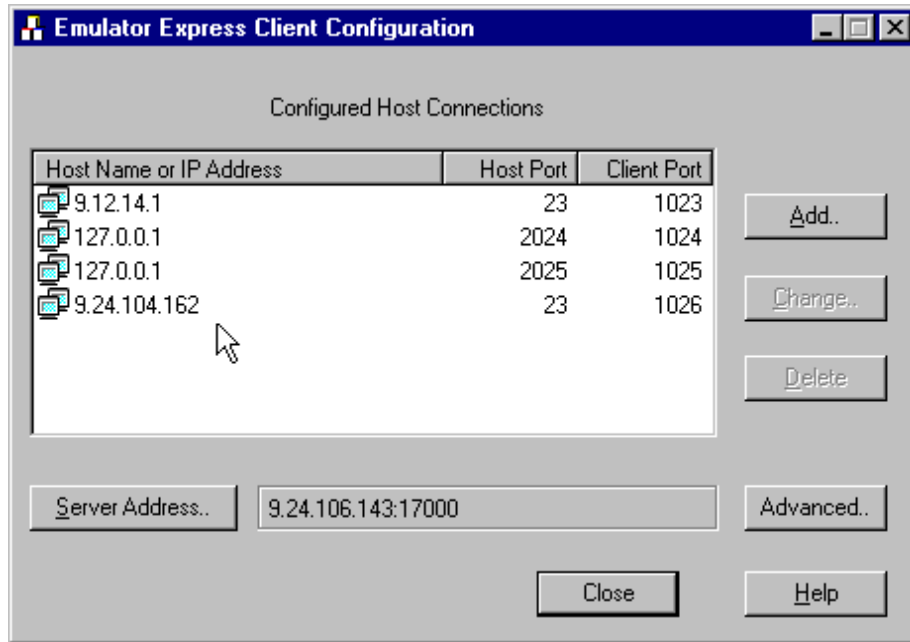 Emulator Express Client Configuration
Configured Host Connections
Host Name or IP Address Host Port Client Port
9.12.14.1 23 1023
127.0.0.1 2024 1024
127.0.0.1 2025 1025
9.24.104.162 23 1026
Add..
Change..
Delete
Server Address.. 9.24.106.143:17000 Advanced..
Close Help